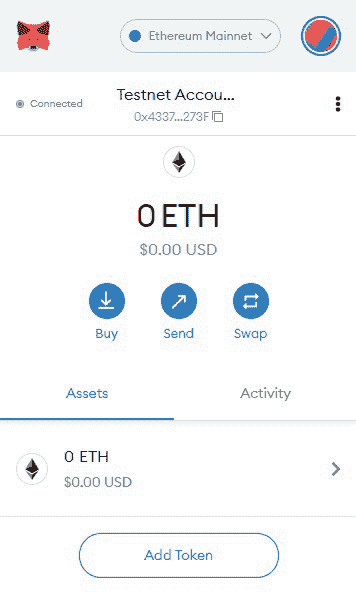 Ethereum Mainnet
Connected
Testnet Accou...
0x4337...273F
0 ETH
$0.00 USD
Buy Send Swap
Assets Activity
0 ETH
$0.00 USD
Add Token